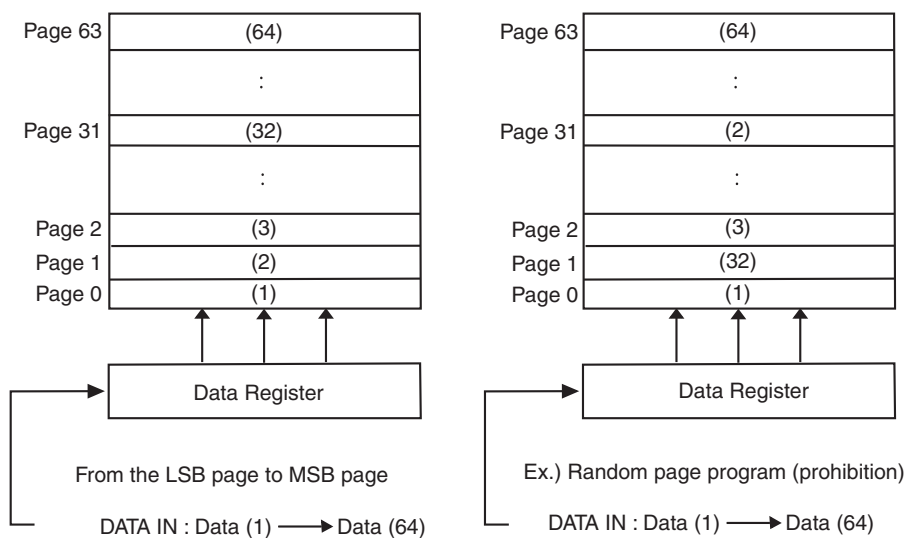 Page 63 (64)
:
Page 31 (32)
:
Page 2 (3)
Page 1 (2)
Page 0 (1)
Data Register
From the LSB page to MSB page
DATA IN : Data (1) → Data (64)
Page 63 (64)
:
Page 31 (2)
:
Page 2 (3)
Page 1 (32)
Page 0 (1)
Data Register
Ex.) Random page program (prohibition)
DATA IN : Data (1) → Data (64)